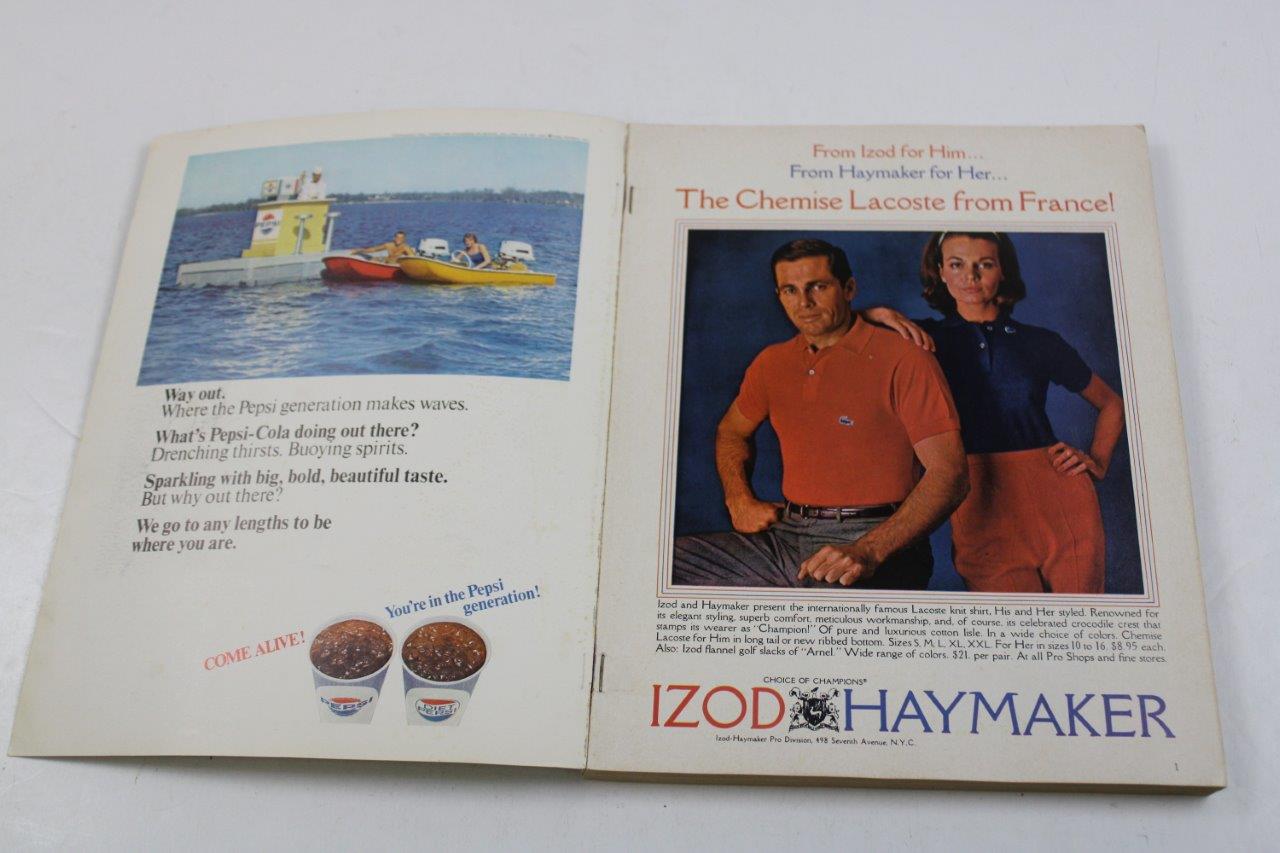 PEPSI
Way out.
Where the Pepsi generation makes waves.
What's Pepsi-Cola doing out there?
Drenching thirsts. Buoying spirits.
Sparkling with big, bold, beautiful taste.
But why out there?
We go to any lengths to be
where you are.
COME ALIVE!
You're in the Pepsi
generation!
PEPSI
DIET
PEPSI
From Izod for Him...
From Haymaker for Her...
The Chemise Lacoste from France!
Izod and Haymaker present the internationally famous Lacoste knit shirt, His and Her styled. Renowned for
its elegant styling, superb comfort, meticulous workmanship, and, of course, its celebrated crocodile crest that
stamps its wearer as "Champion!" Of pure and luxurious cotton lisle. In a wide choice of colors. Chemise
Lacoste for Him in long tail or new ribbed bottom. Sizes S, M, L, XL, XXL. For Her in sizes 10 to 16. $8.95 each.
Also: Izod flannel golf slacks of "Arnel." Wide range of colors. $21. per pair. At all Pro Shops and fine stores.
CHOICE OF CHAMPIONS®
IZOD HAYMAKER
Izod-Haymaker Pro Division, 498 Seventh Avenue, N.Y.C.
1